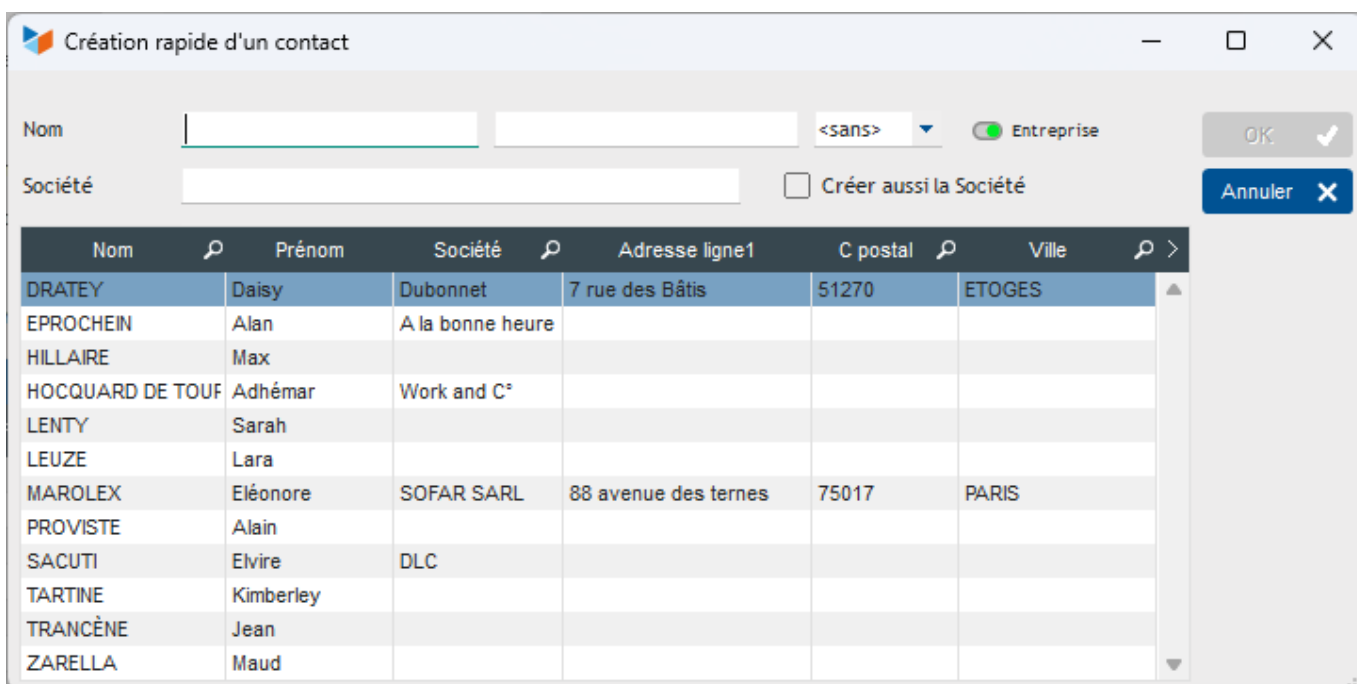 Création rapide d'un contact
Nom <sans> Entreprise OK
Société Créer aussi la Société Annuler
Nom Prénom Société Adresse ligne1 C postal Ville
DRATEY Daisy Dubonnet 7 rue des Bâtis 51270 ETOGES
EPROCHEIN Alan A la bonne heure
HILLAIRE Max
HOCQUARD DE TOUR Adhémar Work and C°
LENTY Sarah
LEUZE Lara
MAROLEX Eléonore SOFAR SARL 88 avenue des ternes 75017 PARIS
PROVISTE Alain
SACUTI Elvire DLC
TARTINE Kimberley
TRANCÈNE Jean
ZARELLA Maud